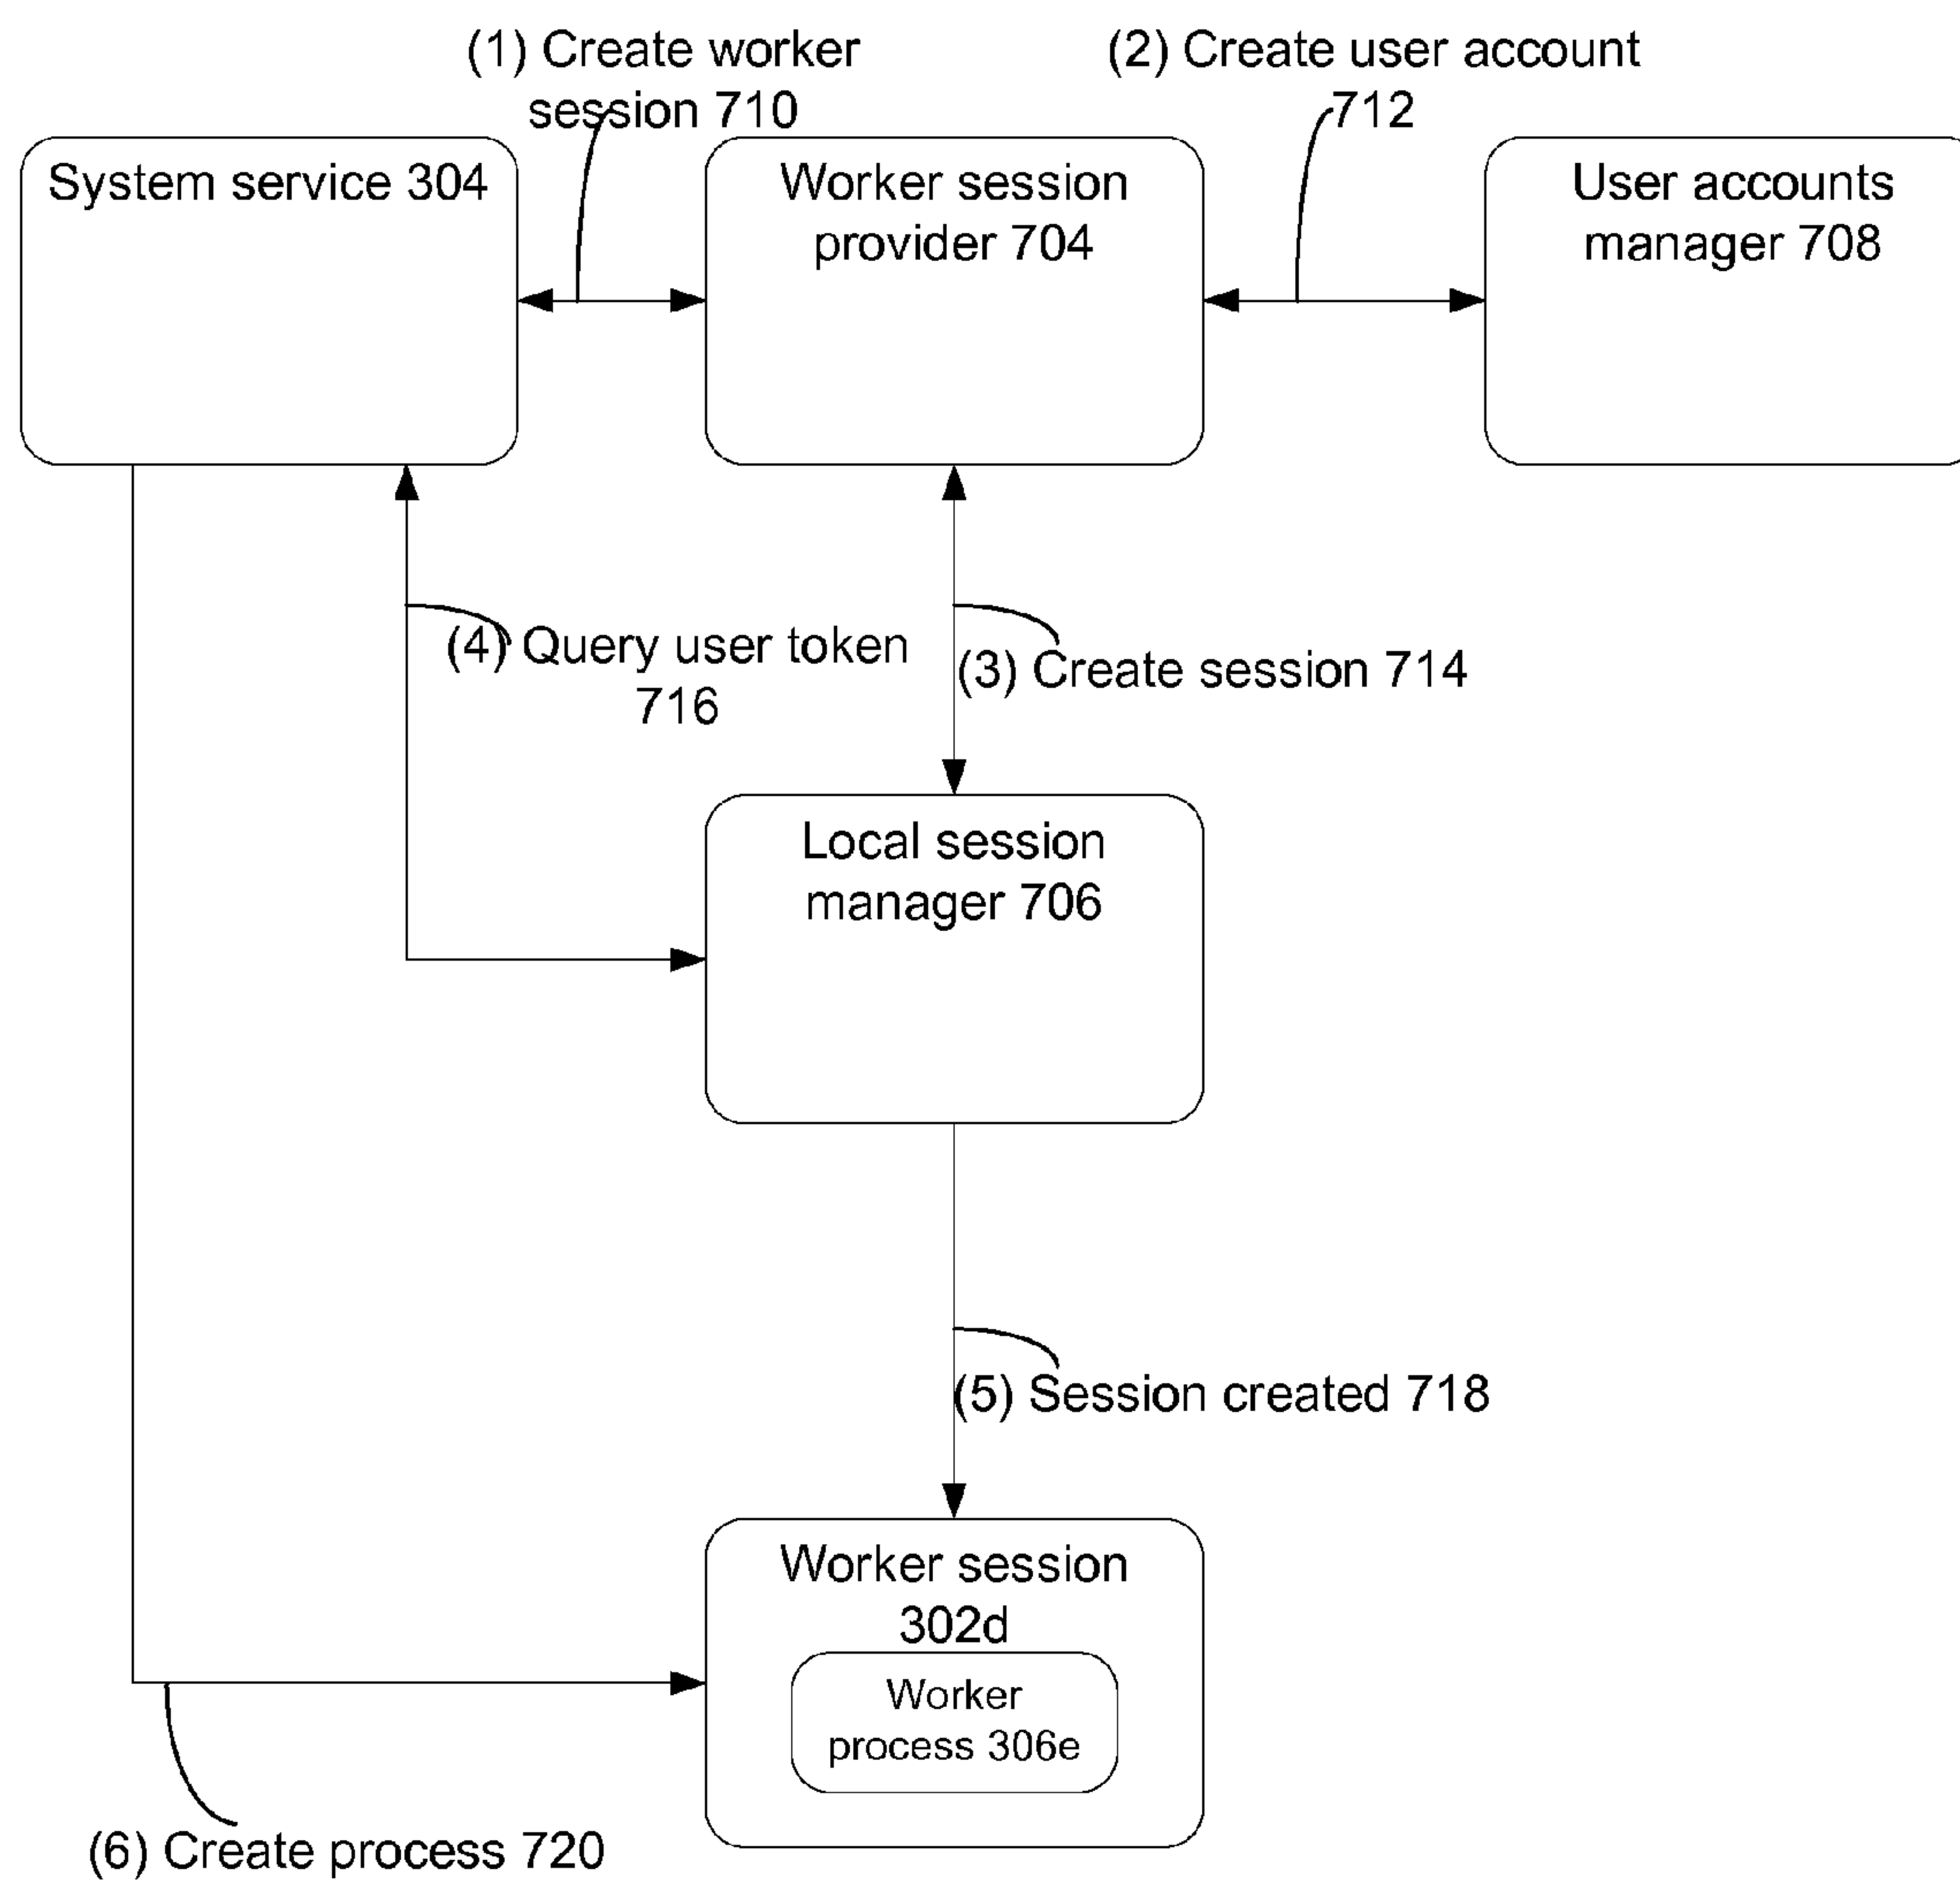 (1) Create worker
session 710
(2) Create user account
712
System service 304
Worker session
provider 704
User accounts
manager 708
(4) Query user token
716
(3) Create session 714
Local session
manager 706
(5) Session created 718
Worker session
302d
Worker
process 306e
(6) Create process 720